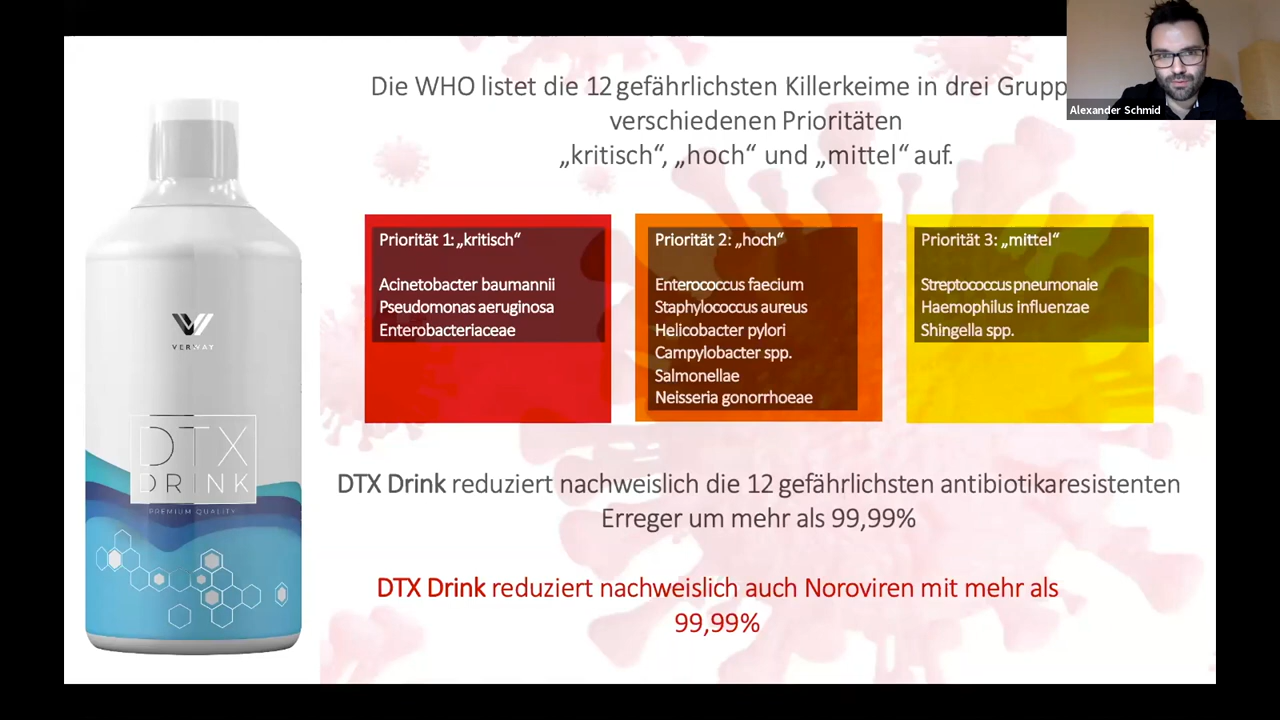 Die WHO listet die 12 gefährlichsten Killerkeime in drei Grupp
verschiedenen Prioritäten
„kritisch“, „hoch“ und „mittel“ auf.
Alexander Schmid
Priorität 1: „kritisch“
Acinetobacter baumannii
Pseudomonas aeruginosa
Enterobacteriaceae
Priorität 2: „hoch“
Enterococcus faecium
Staphylococcus aureus
Helicobacter pylori
Campylobacter spp.
Salmonellae
Neisseria gonorrhoeae
Priorität 3: „mittel“
Streptococcus pneumonaie
Haemophilus influenzae
Shingella spp.
VERWAY
DTX
DRINK
PREMIUM QUALITY
DTX Drink reduziert nachweislich die 12 gefährlichsten antibiotikaresistenten
Erreger um mehr als 99,99%
DTX Drink reduziert nachweislich auch Noroviren mit mehr als
99,99%